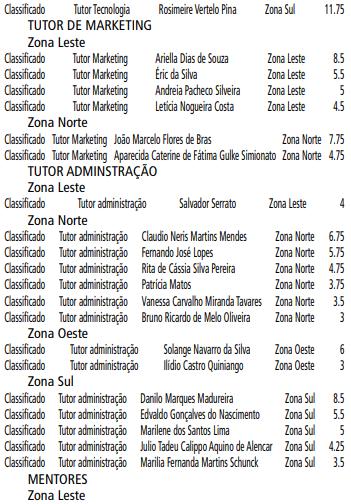 Classificado Tutor Tecnologia Rosimeire Vertelo Pina Zona Sul 11.75
TUTOR DE MARKETING
Zona Leste
Classificado Tutor Marketing Ariella Dias de Souza Zona Leste 8.5
Classificado Tutor Marketing Éric da Silva Zona Leste 5.5
Classificado Tutor Marketing Andreia Pacheco Silveira Zona Leste 5
Classificado Tutor Marketing Letícia Nogueira Costa Zona Leste 4.5
Zona Norte
Classificado Tutor Marketing João Marcelo Flores de Bras Zona Norte 7.75
Classificado Tutor Marketing Aparecida Caterine de Fátima Gulke Simionato Zona Norte 4.75
TUTOR ADMINSTRAÇÃO
Zona Leste
Classificado Tutor administração Salvador Serrato Zona Leste 4
Zona Norte
Classificado Tutor administração Claudio Neris Martins Mendes Zona Norte 6.75
Classificado Tutor administração Fernando José Lopes Zona Norte 5.75
Classificado Tutor administração Rita de Cássia Silva Pereira Zona Norte 4.75
Classificado Tutor administração Patrícia Matos Zona Norte 3.75
Classificado Tutor administração Vanessa Carvalho Miranda Tavares Zona Norte 3.5
Classificado Tutor administração Bruno Ricardo de Melo Oliveira Zona Norte 3
Zona Oeste
Classificado Tutor administração Solange Navarro da Silva Zona Oeste 6
Classificado Tutor administração Ilídio Castro Quiniango Zona Oeste 3
Zona Sul
Classificado Tutor administração Danilo Marques Madureira Zona Sul 8.5
Classificado Tutor administração Edvaldo Gonçalves do Nascimento Zona Sul 5.5
Classificado Tutor administração Marilene dos Santos Lima Zona Sul 5
Classificado Tutor administração Julio Tadeu Calippo Aquino de Alencar Zona Sul 4.25
Classificado Tutor administração Marilia Fernanda Martins Schunck Zona Sul 3.5
MENTORES
Zona Leste